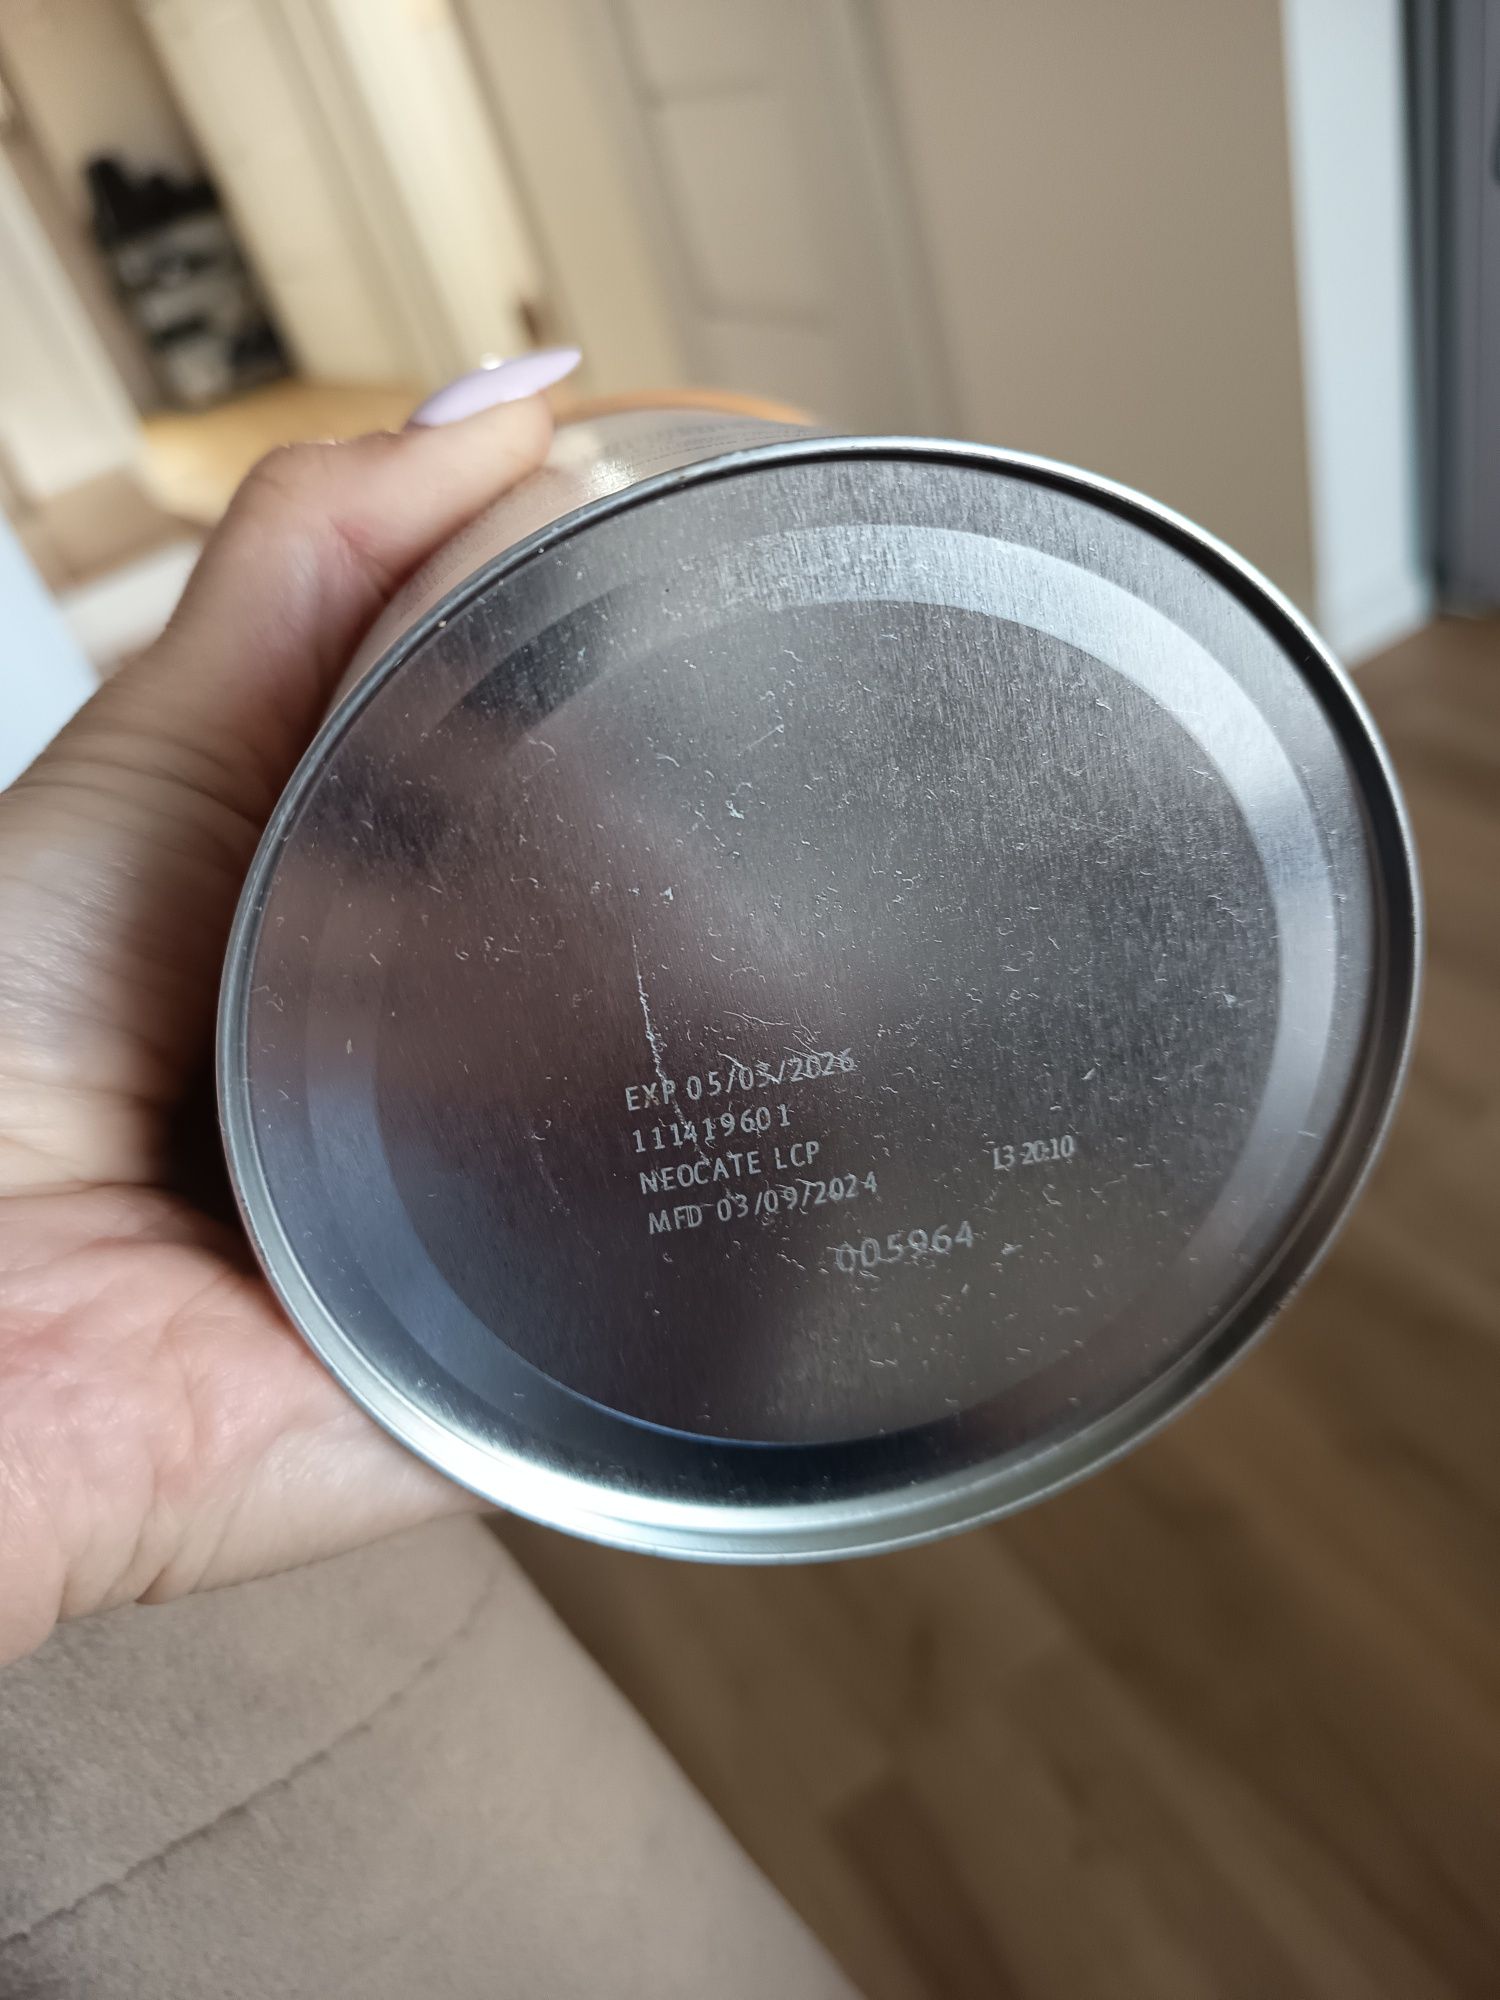 EXP 05/03/2026
111419601
NEOCATE LCP
MFD 03/09/2024
L3 20:10
005964